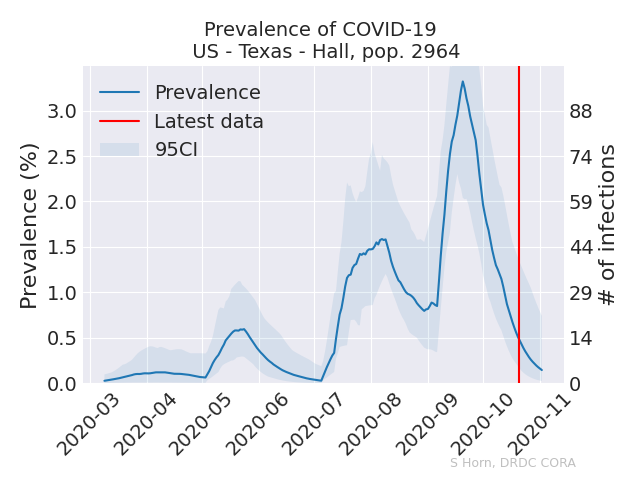 Prevalence of COVID-19
US - Texas - Hall, pop. 2964
Prevalence
Latest data
95CI
Prevalence (%)
3.0
2.5
2.0
1.5
1.0
0.5
0.0
# of infections
88
74
59
44
29
14
0
2020-03
2020-04
2020-05
2020-06
2020-07
2020-08
2020-09
2020-10
2020-11
S Horn, DRDC CORA